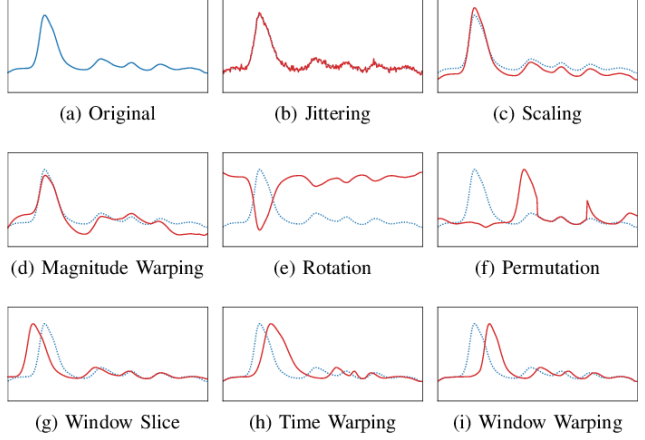 (a) Original
(b) Jittering
(c) Scaling
(d) Magnitude Warping
(e) Rotation
(f) Permutation
(g) Window Slice
(h) Time Warping
(i) Window Warping